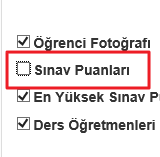 Öğrenci Fotoğrafı
Sınav Puanları
En Yüksek Sınav P
Ders Öğretmenleri